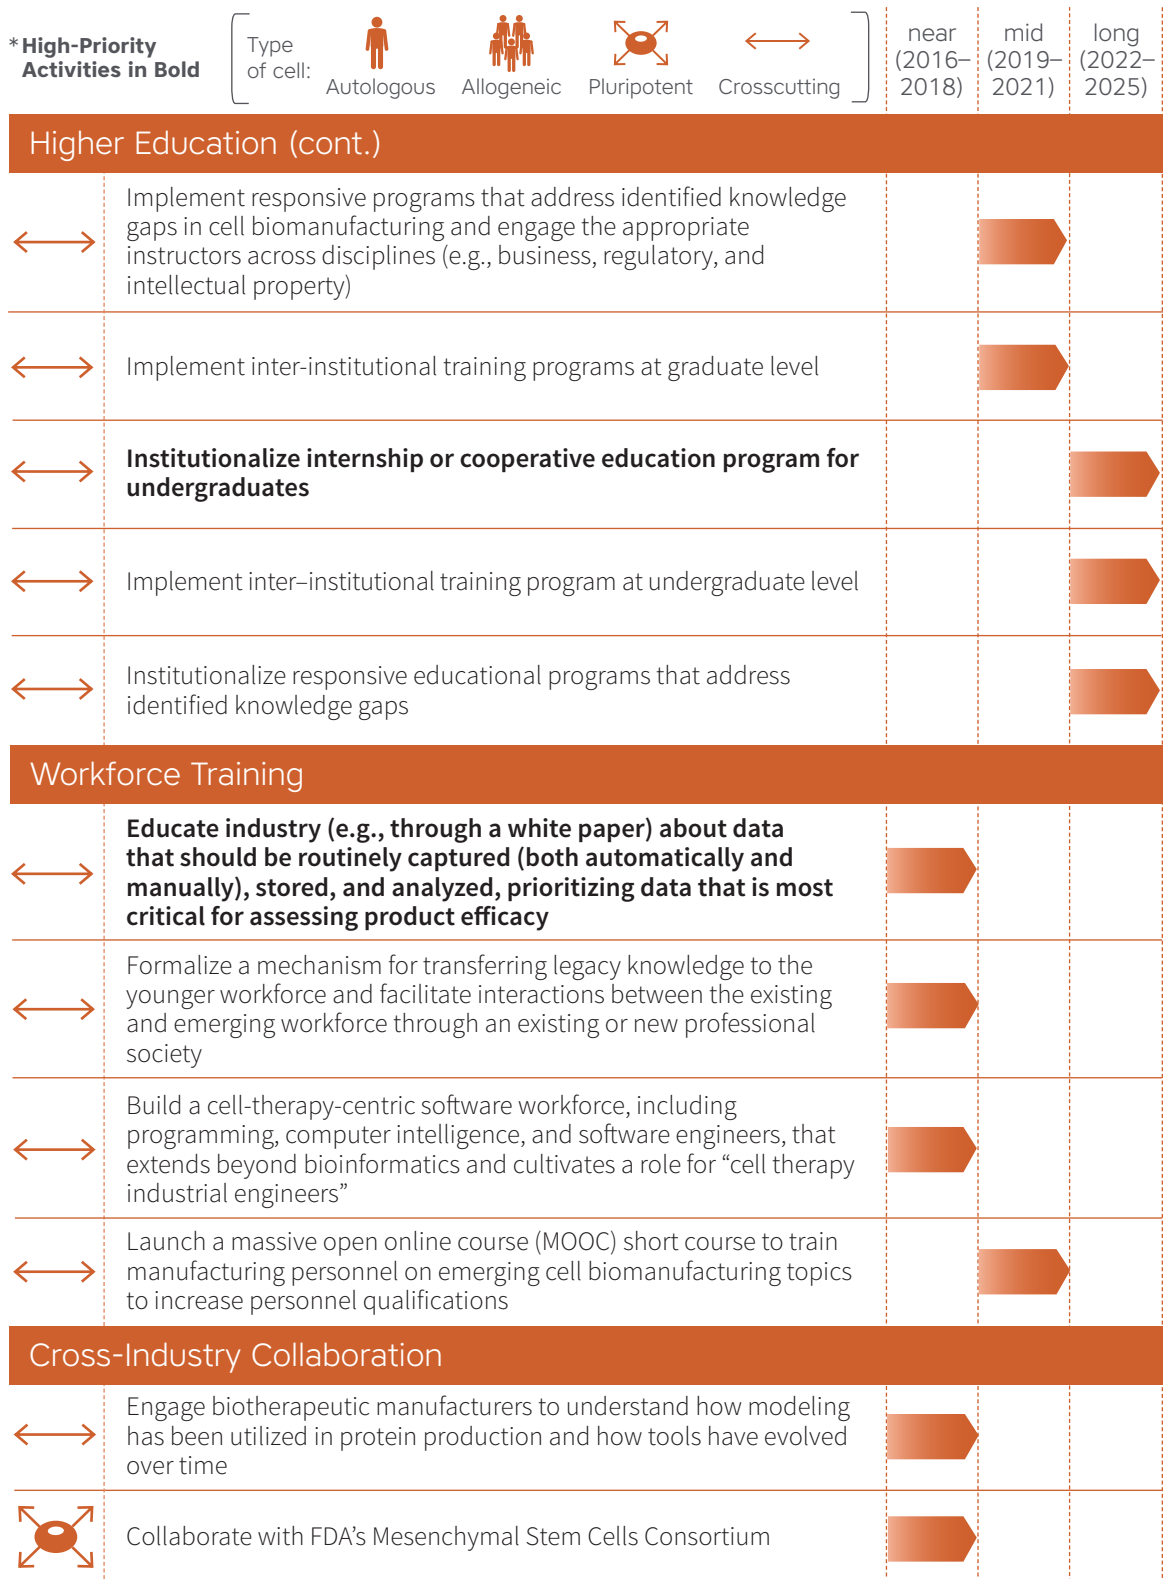 *High-Priority
Activities in Bold
Type
of cell:
Autologous
Allogeneic
Pluripotent
Crosscutting
near
(2016–
2018)
mid
(2019–
2021)
long
(2022–
2025)
Higher Education (cont.)
Implement responsive programs that address identified knowledge
gaps in cell biomanufacturing and engage the appropriate
instructors across disciplines (e.g., business, regulatory, and
intellectual property)
Implement inter-institutional training programs at graduate level
Institutionalize internship or cooperative education program for
undergraduates
Implement inter–institutional training program at undergraduate level
Institutionalize responsive educational programs that address
identified knowledge gaps
Workforce Training
Educate industry (e.g., through a white paper) about data
that should be routinely captured (both automatically and
manually), stored, and analyzed, prioritizing data that is most
critical for assessing product efficacy
Formalize a mechanism for transferring legacy knowledge to the
younger workforce and facilitate interactions between the existing
and emerging workforce through an existing or new professional
society
Build a cell-therapy-centric software workforce, including
programming, computer intelligence, and software engineers, that
extends beyond bioinformatics and cultivates a role for “cell therapy
industrial engineers”
Launch a massive open online course (MOOC) short course to train
manufacturing personnel on emerging cell biomanufacturing topics
to increase personnel qualifications
Cross-Industry Collaboration
Engage biotherapeutic manufacturers to understand how modeling
has been utilized in protein production and how tools have evolved
over time
Collaborate with FDA’s Mesenchymal Stem Cells Consortium